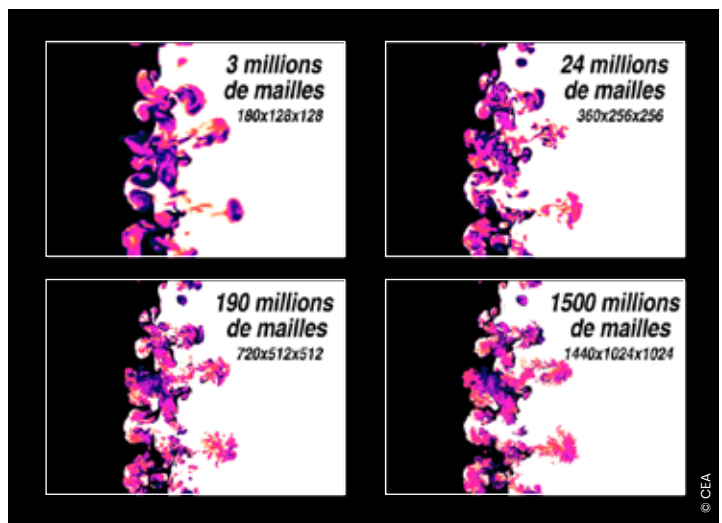 3 millions
de mailles
180x128x128
24 millions
de mailles
360x256x256
190 millions
de mailles
720x512x512
1500 millions
de mailles
1440x1024x1024
© CEA